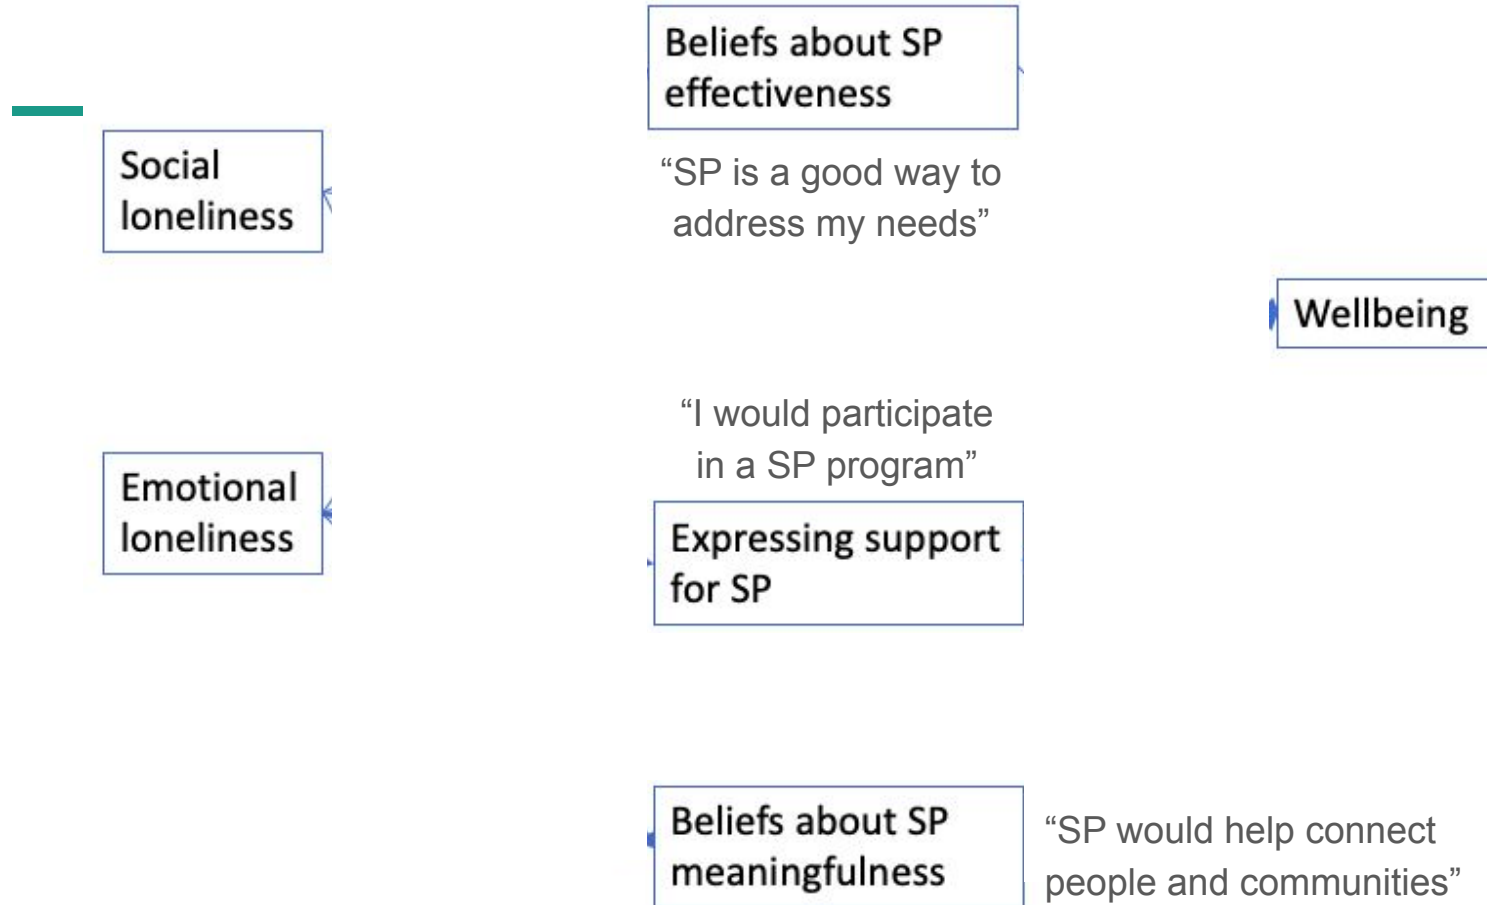 Beliefs about SP
effectiveness
Social
loneliness
“SP is a good way to
address my needs”
Wellbeing
“I would participate
in a SP program”
Emotional
loneliness
Expressing support
for SP
Beliefs about SP
meaningfulness
“SP would help connect
people and communities”